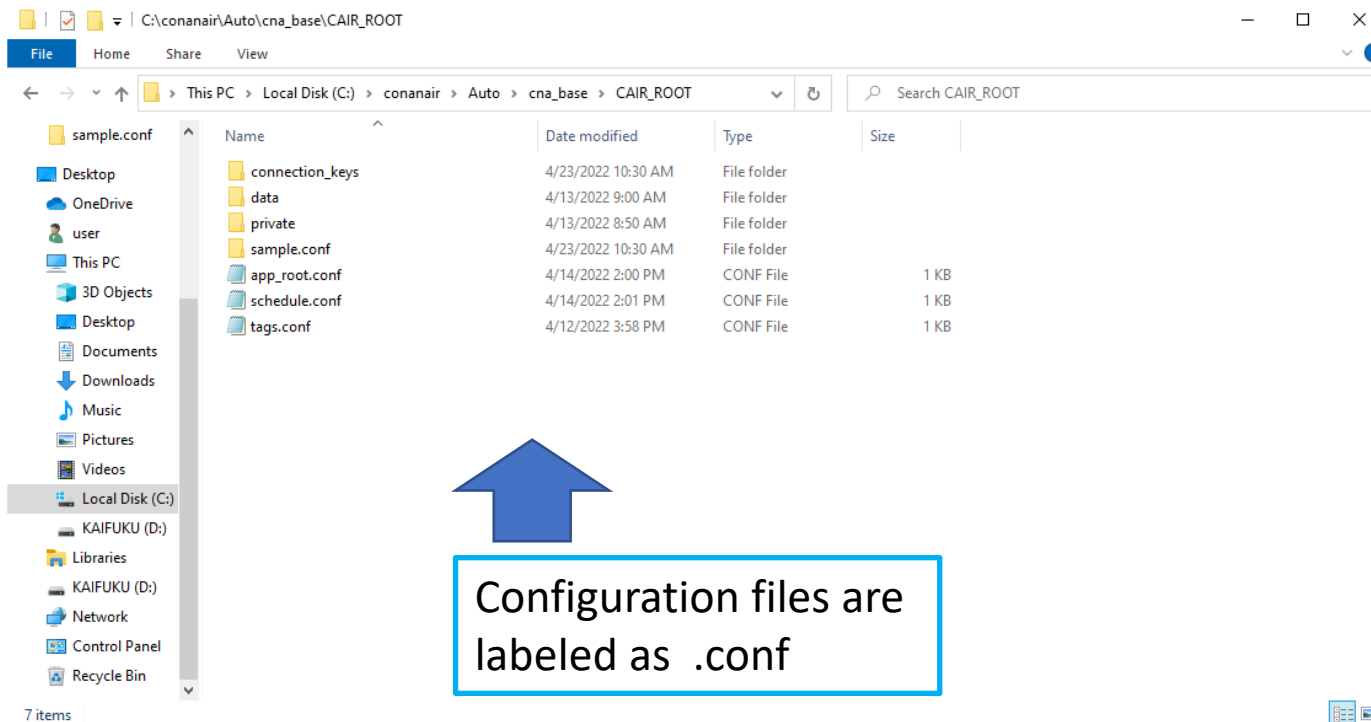 C:\conanair\Auto\cna_base\CAIR_ROOT
File Home Share View
This PC > Local Disk (C:) > conanair > Auto > cna_base > CAIR_ROOT Search CAIR_ROOT
sample.conf
Desktop
OneDrive
user
This PC
3D Objects
Desktop
Documents
Downloads
Music
Pictures
Videos
Local Disk (C:)
KAIFUKU (D:)
Libraries
KAIFUKU (D:)
Network
Control Panel
Recycle Bin
Name Date modified Type Size
connection_keys 4/23/2022 10:30 AM File folder
data 4/13/2022 9:00 AM File folder
private 4/13/2022 8:50 AM File folder
sample.conf 4/23/2022 10:30 AM File folder
app_root.conf 4/14/2022 2:00 PM CONF File 1 KB
schedule.conf 4/14/2022 2:01 PM CONF File 1 KB
tags.conf 4/12/2022 3:58 PM CONF File 1 KB
Configuration files are
labeled as .conf
7 items